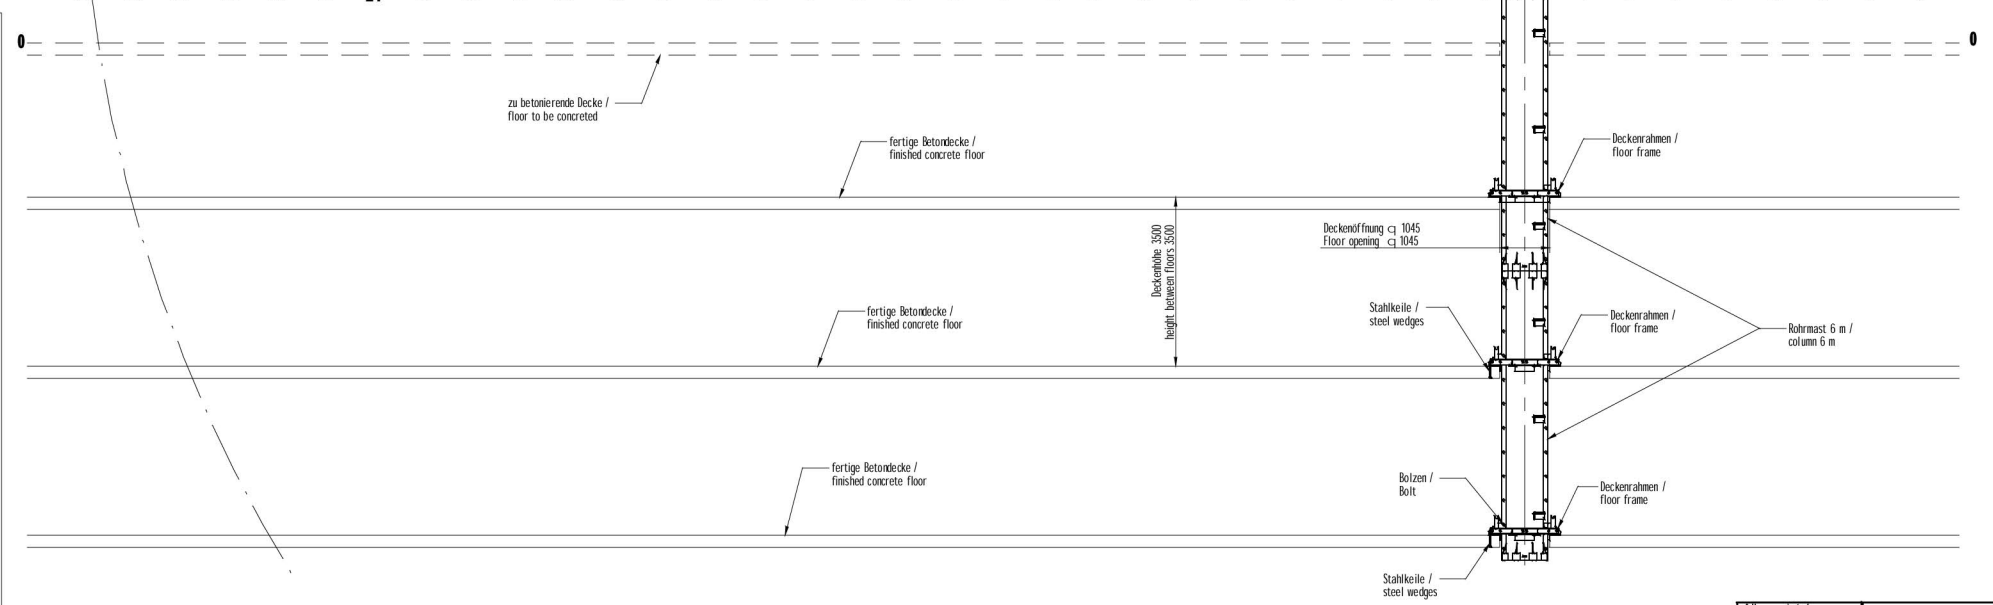 0
0
zu betonierende Decke /
floor to be concreted
fertige Betondecke /
finished concrete floor
Deckenrahmen /
floor frame
Deckenhöhe 3500
height between floors 3500
Deckenöffnung 1045
Floor opening 1045
fertige Betondecke /
finished concrete floor
Stahlkeile /
steel wedges
Deckenrahmen /
floor frame
Rohrmast 6 m /
column 6 m
fertige Betondecke /
finished concrete floor
Bolzen /
Bolt
Deckenrahmen /
floor frame
Stahlkeile /
steel wedges